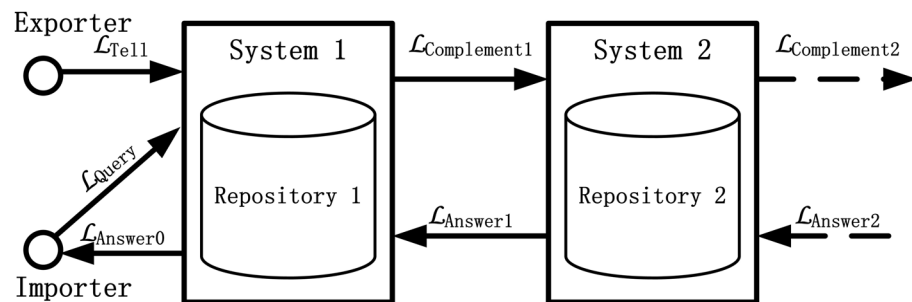 Exporter
ℒTell
System 1
ℒComplement1
System 2
ℒComplement2
ℒQuery
Repository 1
Repository 2
ℒAnswer0
ℒAnswer1
ℒAnswer2
Importer